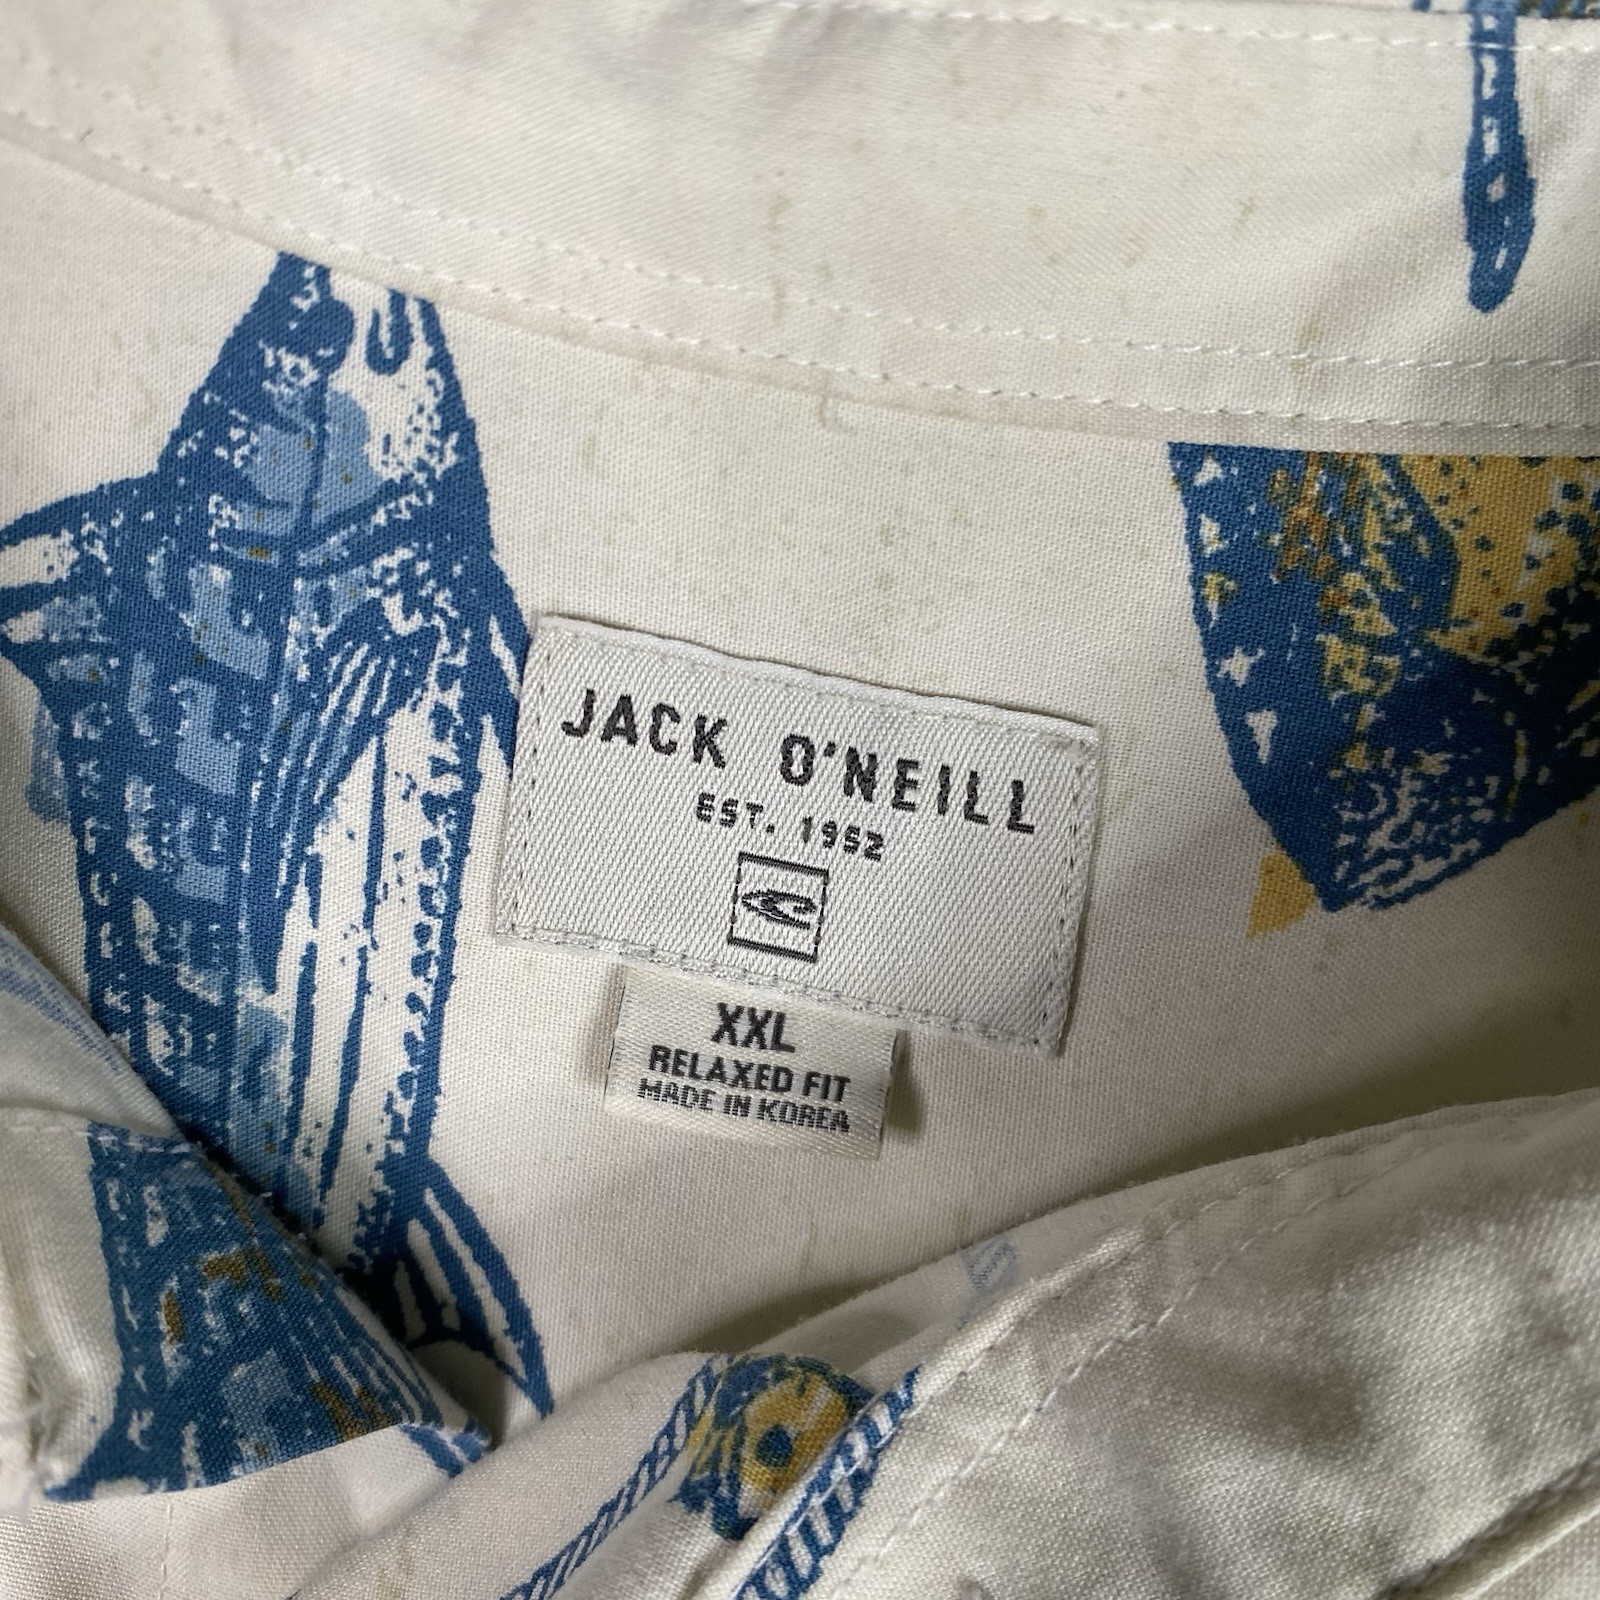 JACK O'NEILL
EST. 1952
XXL
RELAXED FIT
MADE IN KOREA